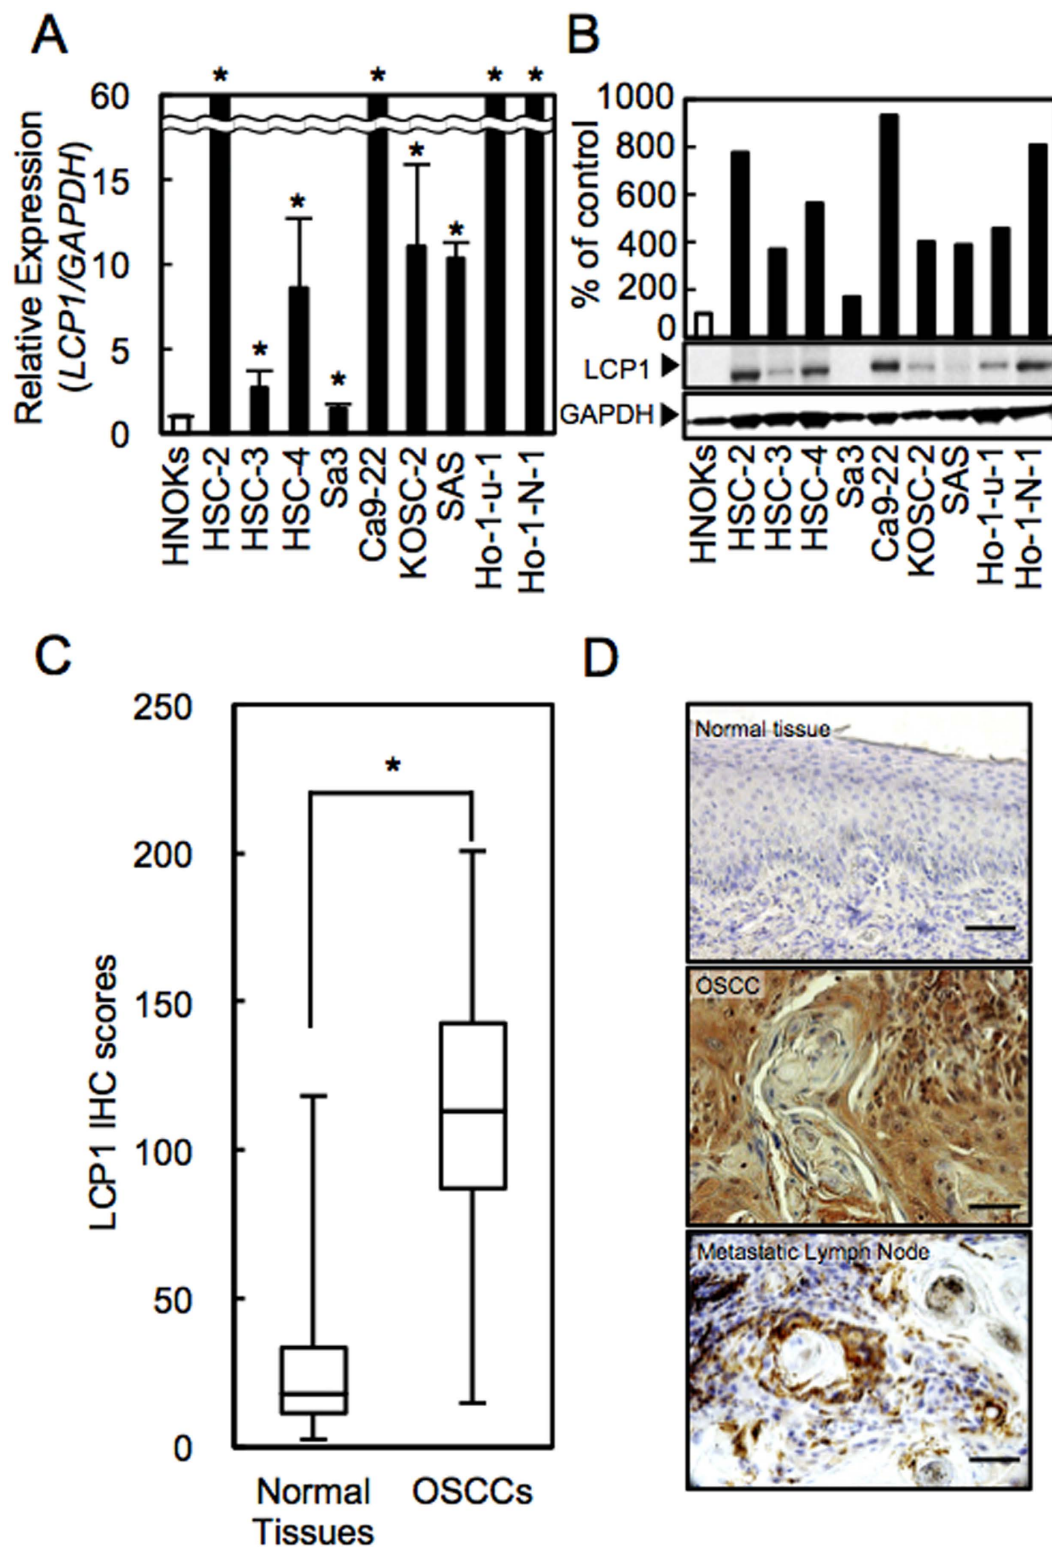 A
Relative Expression
(LCP1/GAPDH)
60
15
10
5
0
* * * *
* * * * *
HNOKs
HSC-2
HSC-3
HSC-4
Sa3
Ca9-22
KOSC-2
SAS
Ho-1-u-1
Ho-1-N-1
B
% of control
1000
800
600
400
200
0
LCP1
GAPDH
HNOKs
HSC-2
HSC-3
HSC-4
Sa3
Ca9-22
KOSC-2
SAS
Ho-1-u-1
Ho-1-N-1
C
LCP1 IHC scores
250
200
150
100
50
0
*
Normal
Tissues
OSCCs
D
Normal tissue
OSCC
Metastatic Lympn Node